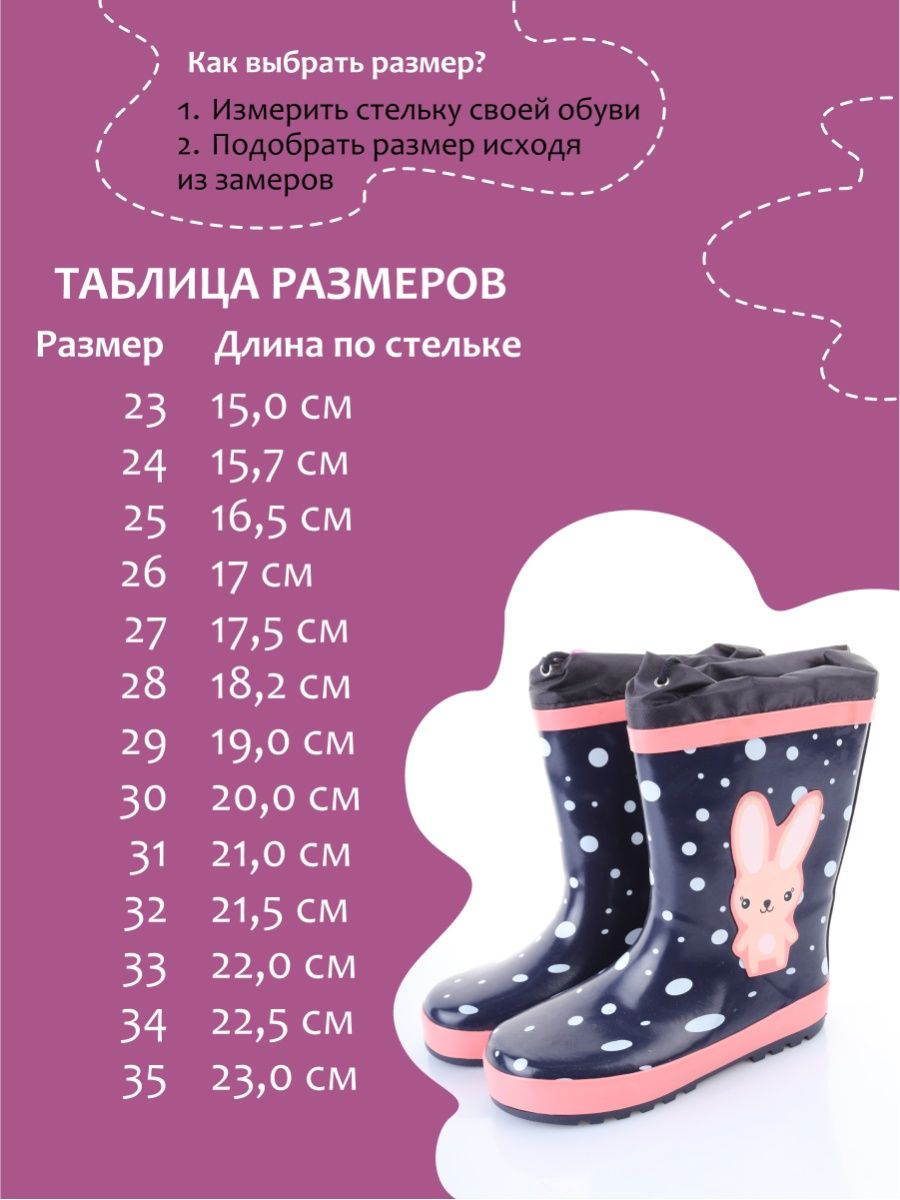 Как выбрать размер?
1. Измерить стельку своей обуви
2. Подобрать размер исходя
из замеров
ТАБЛИЦА РАЗМЕРОВ
Размер Длина по стельке
23 15,0 см
24 15,7 см
25 16,5 см
26 17 см
27 17,5 см
28 18,2 см
29 19,0 см
30 20,0 см
31 21,0 см
32 21,5 см
33 22,0 см
34 22,5 см
35 23,0 см